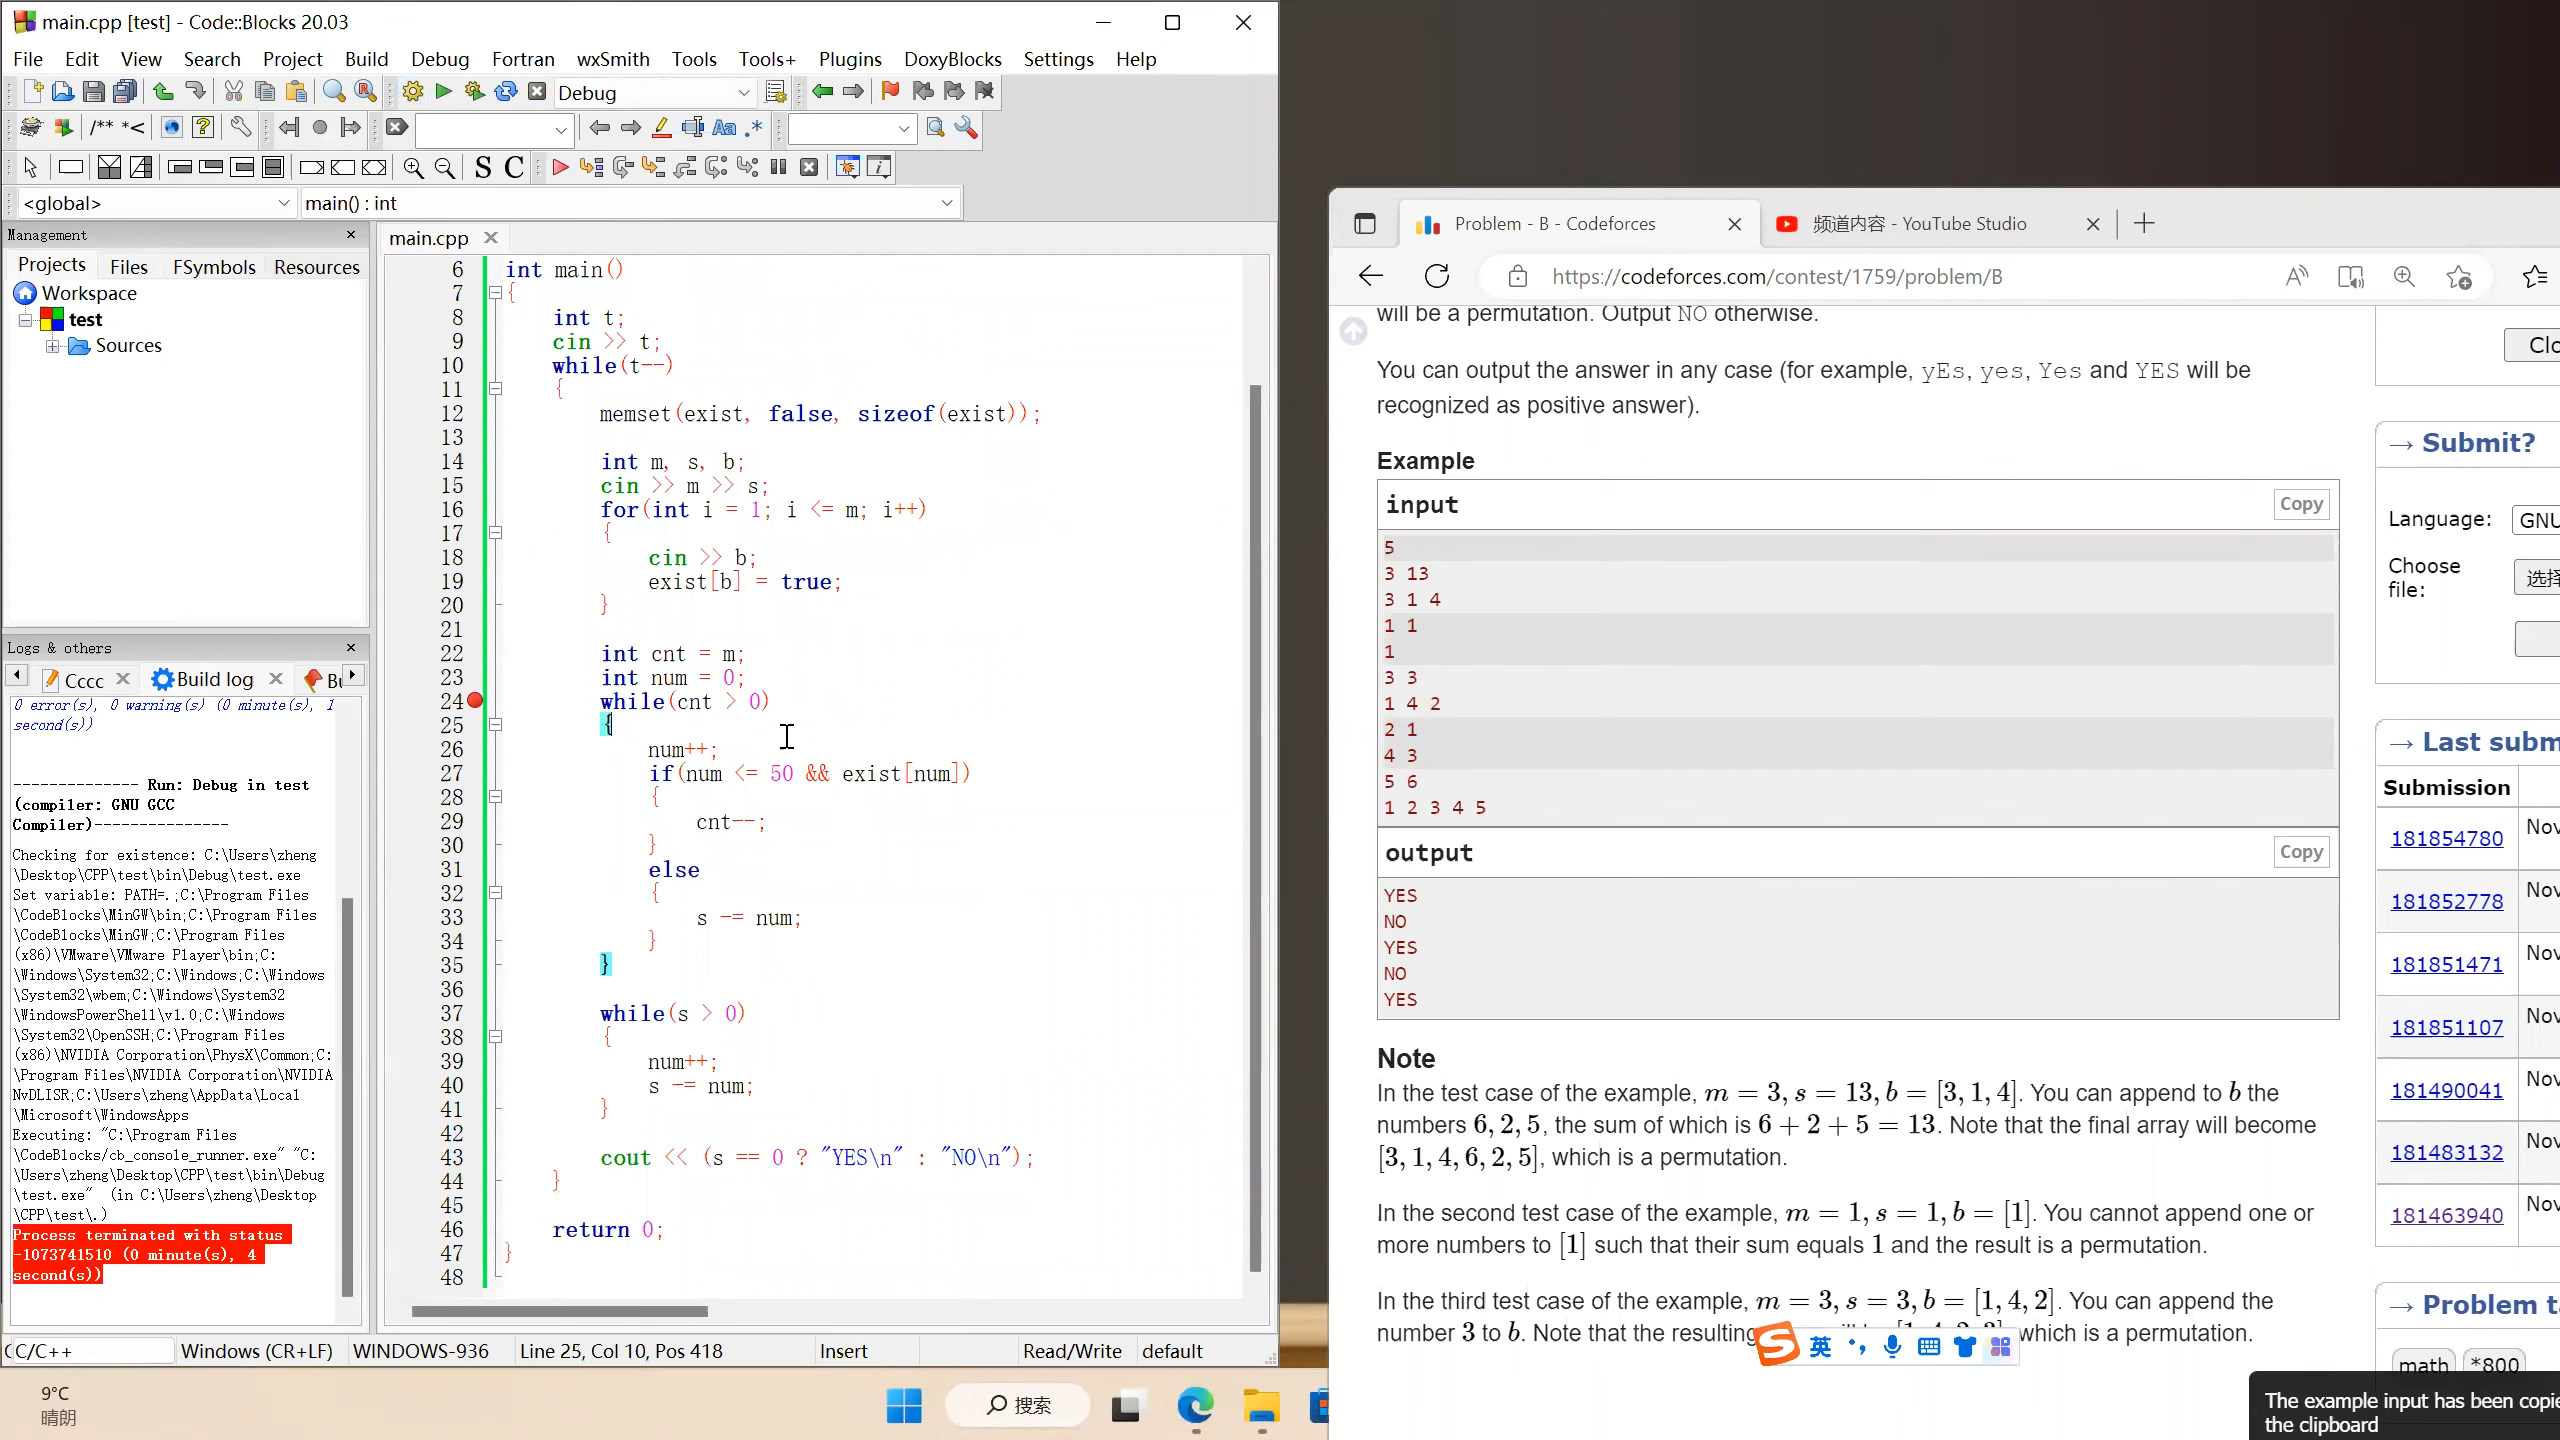 main.cpp [test] - Code::Blocks 20.03
File Edit View Search Project Build Debug Fortran wxSmith Tools Tools+ Plugins DoxyBlocks Settings Help
Debug
/** *<
Aa .*
S C
<global>
main() : int
Management
Projects Files FSymbols Resources
Workspace
test
Sources
Logs & others
Cccc
Build log
0 error(s), 0 warning(s) (0 minute(s), 1
second(s))
-------------- Run: Debug in test
(compiler: GNU GCC
Compiler)---------------
Checking for existence: C:\Users\zheng
\Desktop\CPP\test\bin\Debug\test.exe
Set variable: PATH=.;C:\Program Files
\CodeBlocks\MinGW\bin;C:\Program Files
\CodeBlocks\MinGW;C:\Program Files
(x86)\VMware\VMware Player\bin;C:
\Windows\System32;C:\Windows;C:\Windows
\System32\wbem;C:\Windows\System32
\WindowsPowerShell\v1.0;C:\Windows
\System32\OpenSSH;C:\Program Files
(x86)\NVIDIA Corporation\PhysX\Common;C:
\Program Files\NVIDIA Corporation\NVIDIA
NvDLISR;C:\Users\zheng\AppData\Local
\Microsoft\WindowsApps
Executing: "C:\Program Files
\CodeBlocks/cb_console_runner.exe" "C:
\Users\zheng\Desktop\CPP\test\bin\Debug
\test.exe"  (in C:\Users\zheng\Desktop
\CPP\test\.)
Process terminated with status
-1073741510 (0 minute(s), 4
second(s))
main.cpp
6 int main()
7 {
8 int t;
9 cin >> t;
10 while(t--)
11 {
12 memset(exist, false, sizeof(exist));
13
14 int m, s, b;
15 cin >> m >> s;
16 for(int i = 1; i <= m; i++)
17 {
18 cin >> b;
19 exist[b] = true;
20 }
21
22 int cnt = m;
23 int num = 0;
24 while(cnt > 0)
25 {
26 num++;
27 if(num <= 50 && exist[num])
28 {
29 cnt--;
30 }
31 else
32 {
33 s -= num;
34 }
35 }
36
37 while(s > 0)
38 {
39 num++;
40 s -= num;
41 }
42
43 cout << (s == 0 ? "YES\n" : "NO\n");
44 }
45
46 return 0;
47 }
48
C/C++ Windows (CR+LF) WINDOWS-936 Line 25, Col 10, Pos 418 Insert Read/Write default
Problem - B - Codeforces
频道内容 - YouTube Studio
https://codeforces.com/contest/1759/problem/B
will be a permutation. Output NO otherwise.
You can output the answer in any case (for example, yEs, yes, Yes and YES will be
recognized as positive answer).
Example
input Copy
5
3 13
3 1 4
1 1
1
3 3
1 4 2
2 1
4 3
5 6
1 2 3 4 5
output Copy
YES
NO
YES
NO
YES
Note
In the test case of the example, m = 3, s = 13, b = [3, 1, 4]. You can append to b the
numbers 6, 2, 5, the sum of which is 6 + 2 + 5 = 13. Note that the final array will become
[3, 1, 4, 6, 2, 5], which is a permutation.
In the second test case of the example, m = 1, s = 1, b = [1]. You cannot append one or
more numbers to [1] such that their sum equals 1 and the result is a permutation.
In the third test case of the example, m = 3, s = 3, b = [1, 4, 2]. You can append the
number 3 to b. Note that the resulting which is a permutation.
英
Clo
→ Submit?
Language: GNU
Choose
file:
选择
→ Last subm
Submission
181854780 Nov
181852778 Nov
181851471 Nov
181851107 Nov
181490041 Nov
181483132 Nov
181463940 Nov
→ Problem ta
math *800
The example input has been copie
the clipboard
9°C
晴朗
搜索